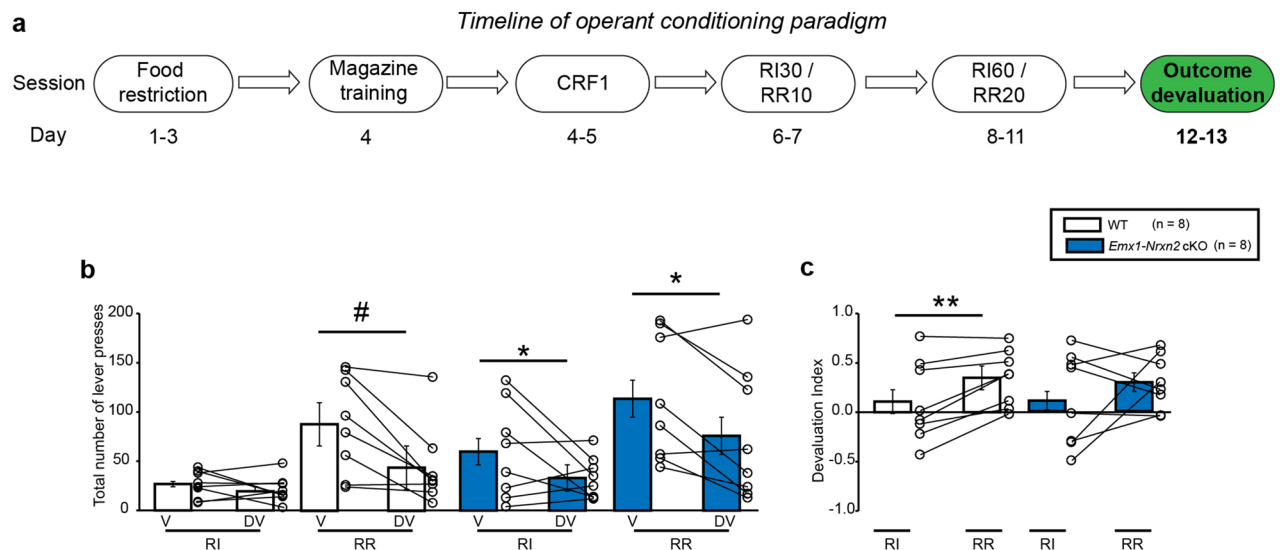 a
Timeline of operant conditioning paradigm
Session
Food
restriction
Magazine
training
CRF1
RI30 /
RR10
RI60 /
RR20
Outcome
devaluation
Day
1-3
4
4-5
6-7
8-11
12-13
WT (n = 8)
Emx1-Nrxn2 cKO (n = 8)
b
Total number of lever presses
200
150
100
50
0
#
*
*
V DV V DV V DV V DV
RI RR RI RR
c
Devaluation Index
1.0
0.5
0.0
-0.5
-1.0
**
RI RR RI RR